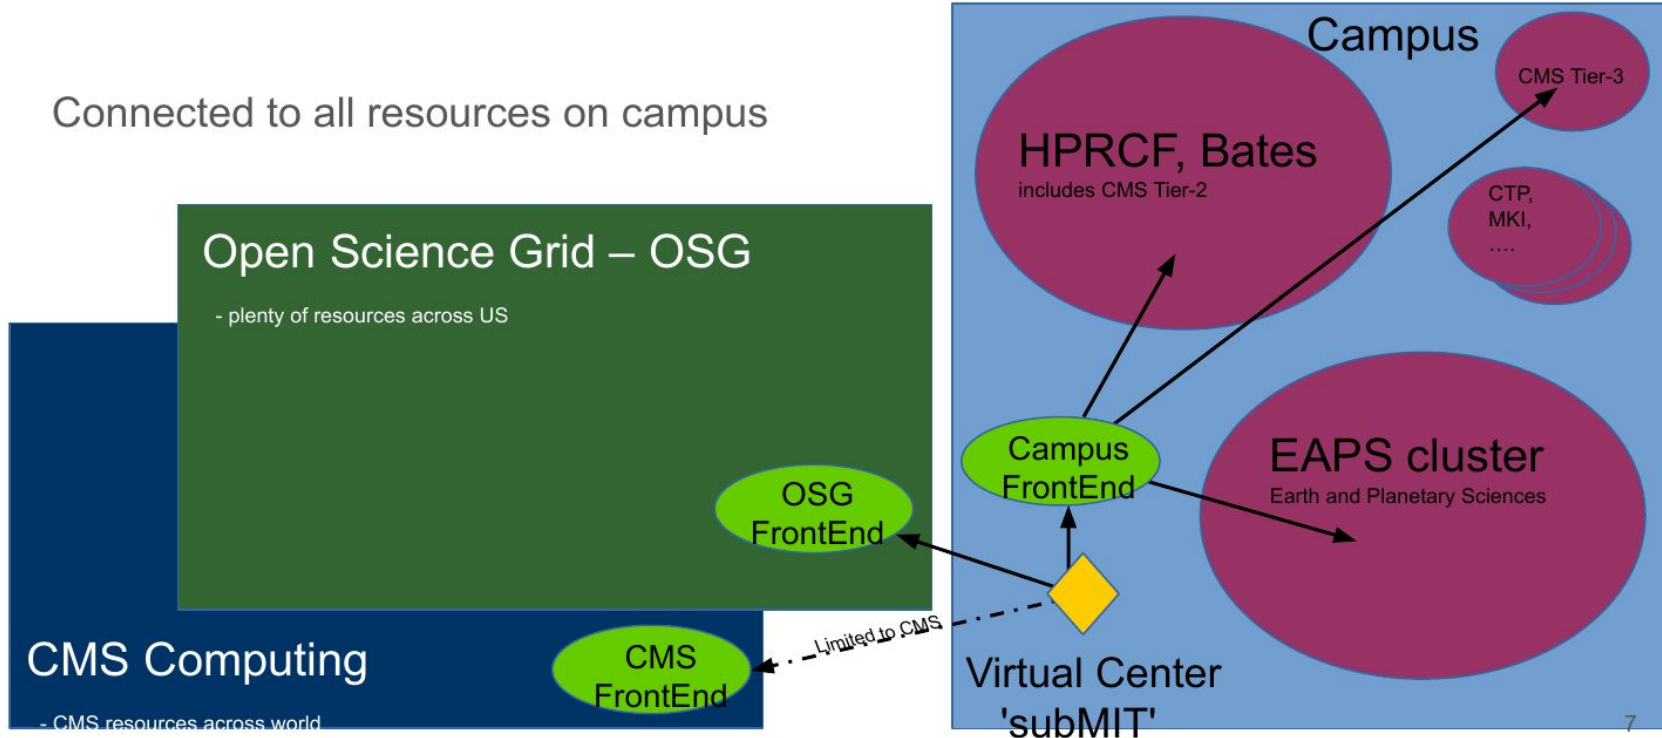 Connected to all resources on campus
Open Science Grid – OSG
- plenty of resources across US
OSG
FrontEnd
CMS Computing
- CMS resources across world
CMS
FrontEnd
Limited to CMS
Campus
CMS Tier-3
HPRCF, Bates
includes CMS Tier-2
CTP,
MKI,
....
Campus
FrontEnd
EAPS cluster
Earth and Planetary Sciences
Virtual Center
'subMIT'
7